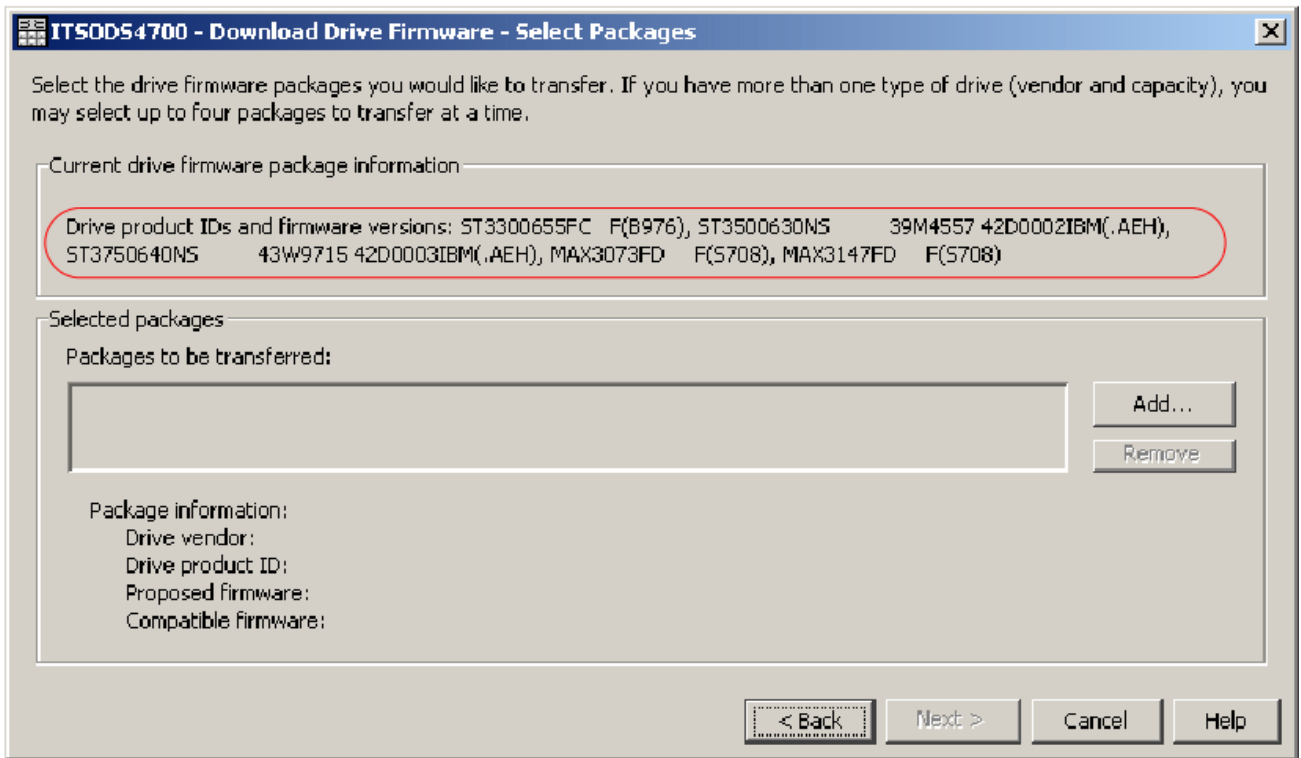 ITSODS4700 - Download Drive Firmware - Select Packages
Select the drive firmware packages you would like to transfer. If you have more than one type of drive (vendor and capacity), you
may select up to four packages to transfer at a time.
Current drive firmware package information
Drive product IDs and firmware versions: ST3300655FC F(B976), ST3500630NS 39M4557 42D0002IBM(.AEH),
ST3750640NS 43W9715 42D0003IBM(.AEH), MAX3073FD F(S708), MAX3147FD F(S708)
Selected packages
Packages to be transferred:
Add...
Remove
Package information:
Drive vendor:
Drive product ID:
Proposed firmware:
Compatible firmware:
< Back Next > Cancel Help